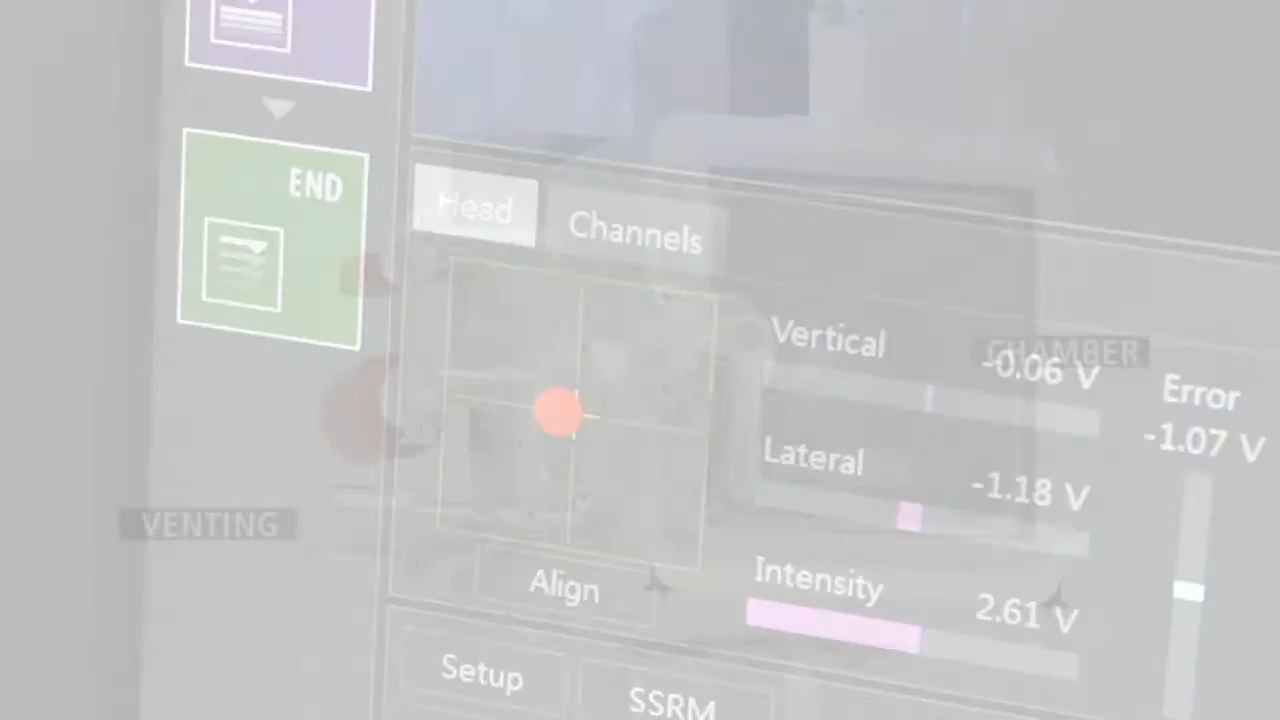 END
Head
Channels
Vertical
-0.06 V
CHAMBER
Error
-1.07 V
Lateral
-1.18 V
VENTING
Intensity
2.61 V
Align
Setup
SSRM